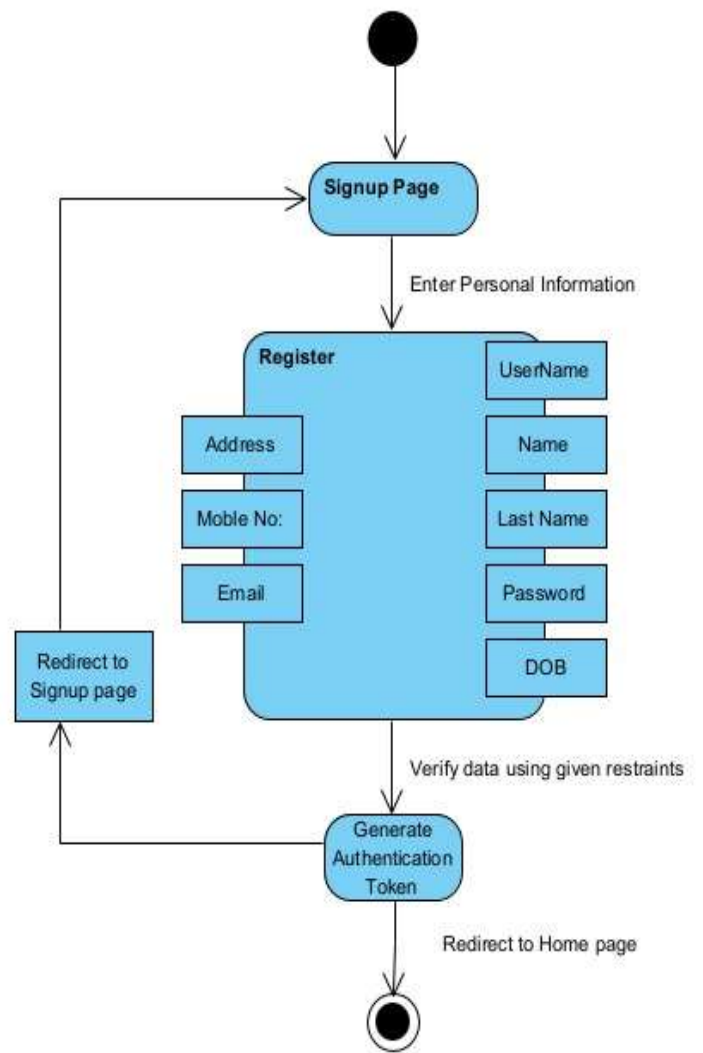 Signup Page
Enter Personal Information
Register
UserName
Address
Name
Moble No:
Last Name
Email
Password
DOB
Redirect to
Signup page
Verify data using given restraints
Generate
Authentication
Token
Redirect to Home page